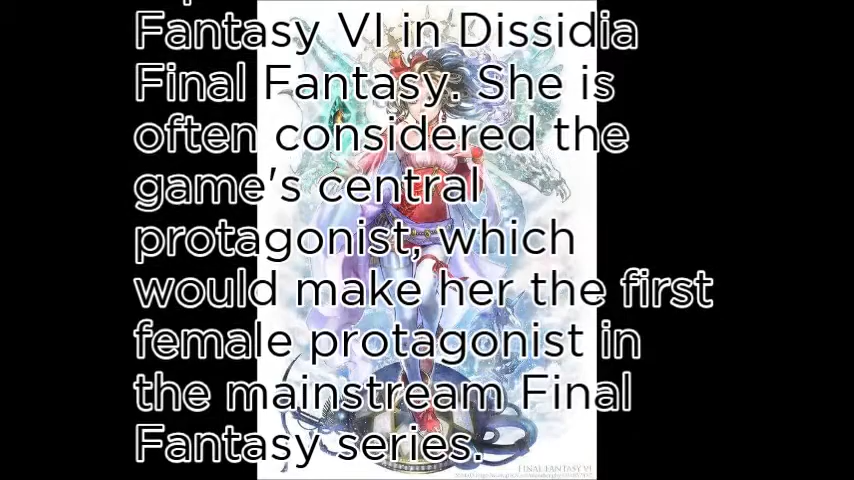 Fantasy VI in Dissidia
Final Fantasy. She is
often considered the
game's central
protagonist, which
would make her the first
female protagonist in
the mainstream Final
Fantasy series.
FINAL FANTASY VI